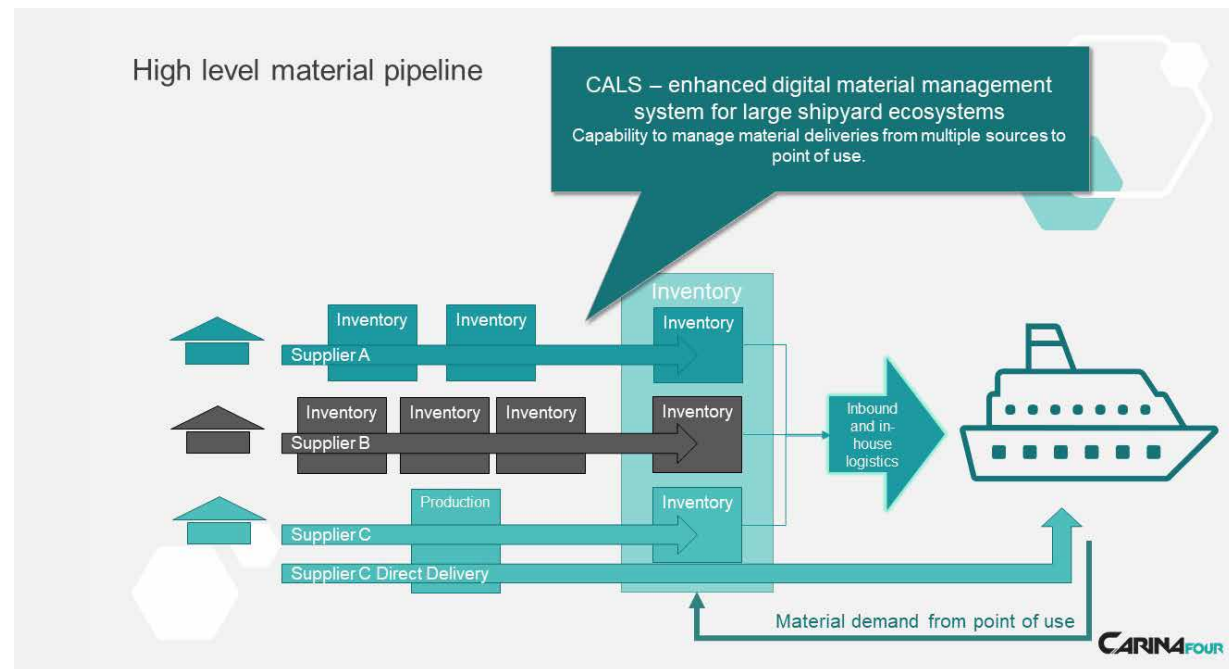 High level material pipeline
CALS – enhanced digital material management
system for large shipyard ecosystems
Capability to manage material deliveries from multiple sources to
point of use.
Inventory
Inventory
Inventory
Inventory
Supplier A
Inventory
Inventory
Inventory
Inventory
Supplier B
Inbound
and in-
house
logistics
Production
Inventory
Supplier C
Supplier C Direct Delivery
Material demand from point of use
CARINA FOUR